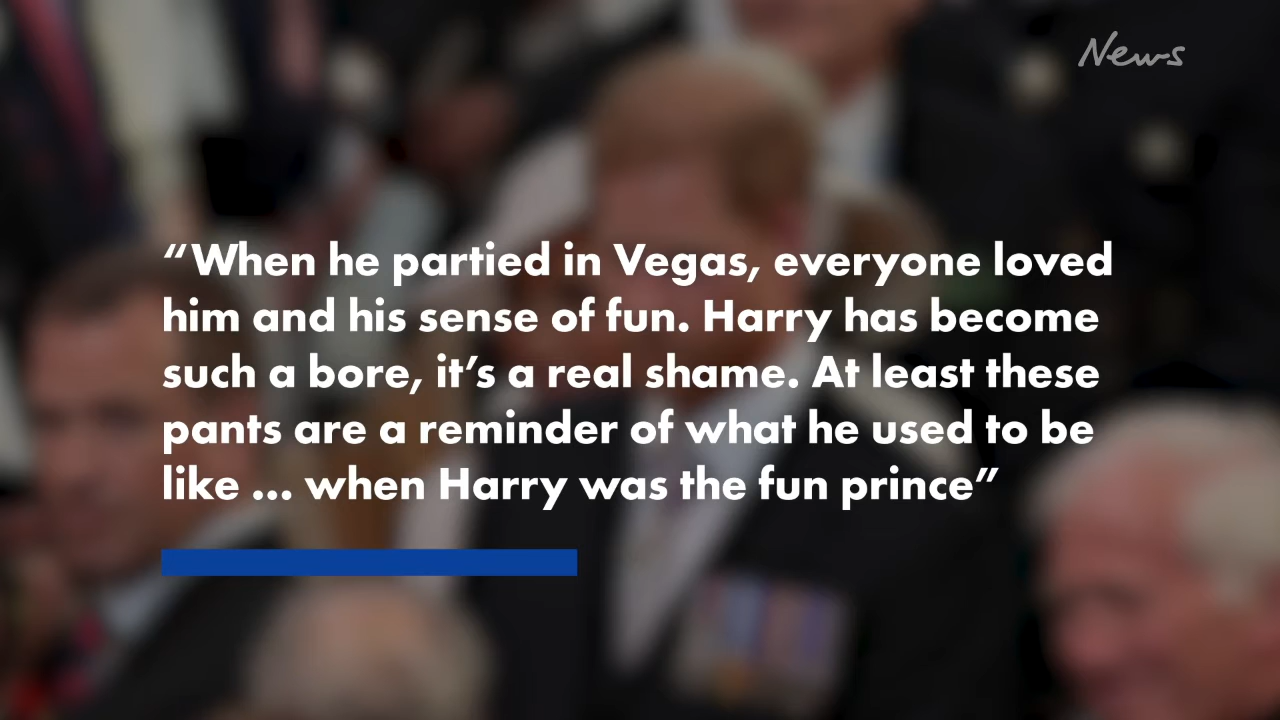 News
“When he partied in Vegas, everyone loved
him and his sense of fun. Harry has become
such a bore, it’s a real shame. At least these
pants are a reminder of what he used to be
like ... when Harry was the fun prince”